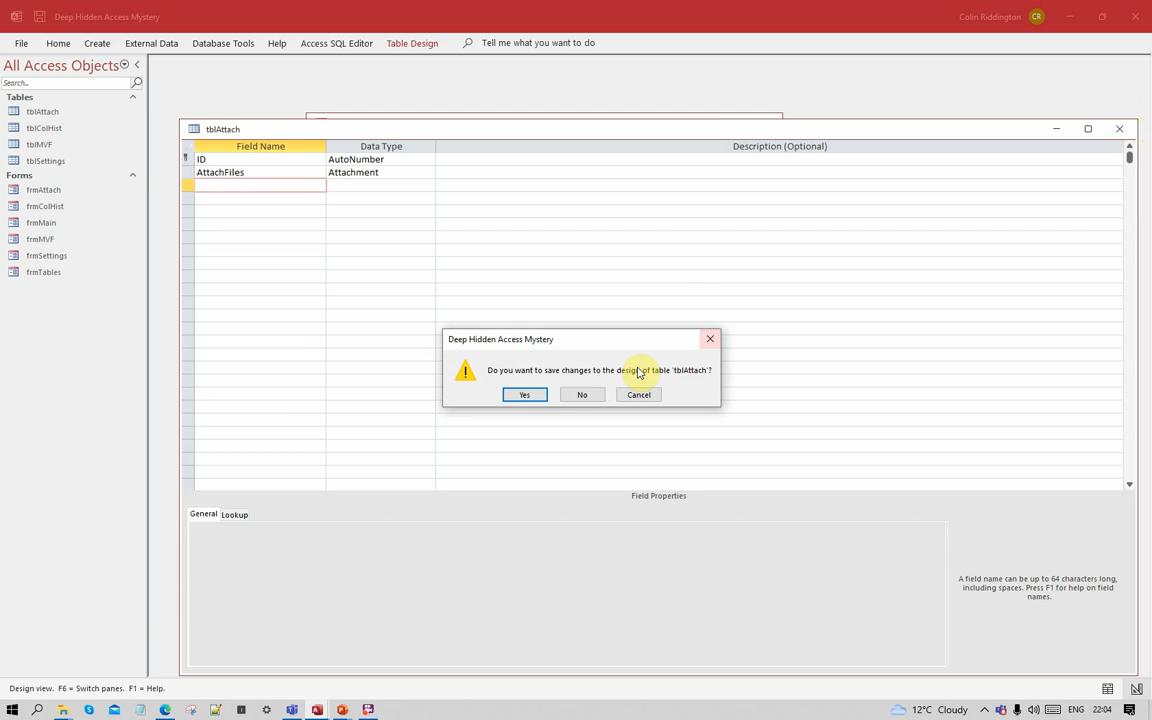 Deep Hidden Access Mystery
Colin Riddington CR
File Home Create External Data Database Tools Help Access SQL Editor Table Design Tell me what you want to do
All Access Objects
Search...
Tables
tblAttach
tblColHist
tblMVF
tblSettings
Forms
frmAttach
frmColHist
frmMain
frmMVF
frmSettings
frmTables
tblAttach
Field Name Data Type Description (Optional)
ID AutoNumber
AttachFiles Attachment
Deep Hidden Access Mystery
Do you want to save changes to the design of table 'tblAttach'?
Yes No Cancel
Field Properties
General Lookup
A field name can be up to 64 characters long,
including spaces. Press F1 for help on field
names.
Design view. F6 = Switch panes. F1 = Help.
12°C Cloudy ENG 22:04